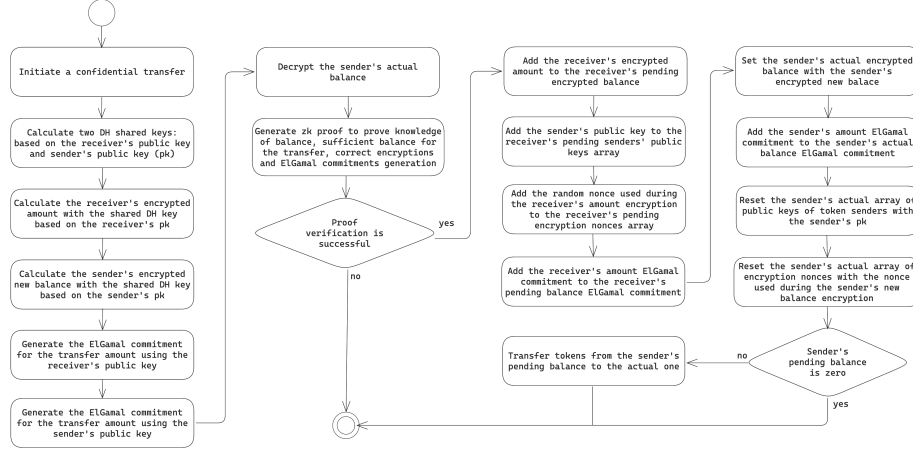 Initiate a confidential transfer
Calculate two DH shared keys:
based on the receiver's public key
and sender's public key (pk)
Calculate the receiver's encrypted
amount with the shared DH key
based on the receiver's pk
Calculate the sender's encrypted
new balance with the shared DH key
based on the sender's pk
Generate the ElGamal commitment
for the transfer amount using the
receiver's public key
Generate the ElGamal commitment
for the transfer amount using the
sender's public key
Decrypt the sender's actual
balance
Generate zk proof to prove knowledge
of balance, sufficient balance for
the transfer, correct encryptions
and ElGamal commitments generation
Proof
verification is
successful
yes
no
Add the receiver's encrypted
amount to the receiver's pending
encrypted balance
Add the sender's public key to the
receiver's pending senders' public
keys array
Add the random nonce used during
the receiver's amount encryption
to the receiver's pending
encryption nonces array
Add the receiver's amount ElGamal
commitment to the receiver's
pending balance ElGamal commitment
Set the sender's actual encrypted
balance with the sender's
encrypted new balace
Add the sender's amount ElGamal
commitment to the sender's actual
balance ElGamal commitment
Reset the sender's actual array of
public keys of token senders with
the sender's pk
Reset the sender's actual array of
encryption nonces with the nonce
used during the sender's new
balance encryption
Sender's
pending balance
is zero
no
yes
Transfer tokens from the sender's
pending balance to the actual one